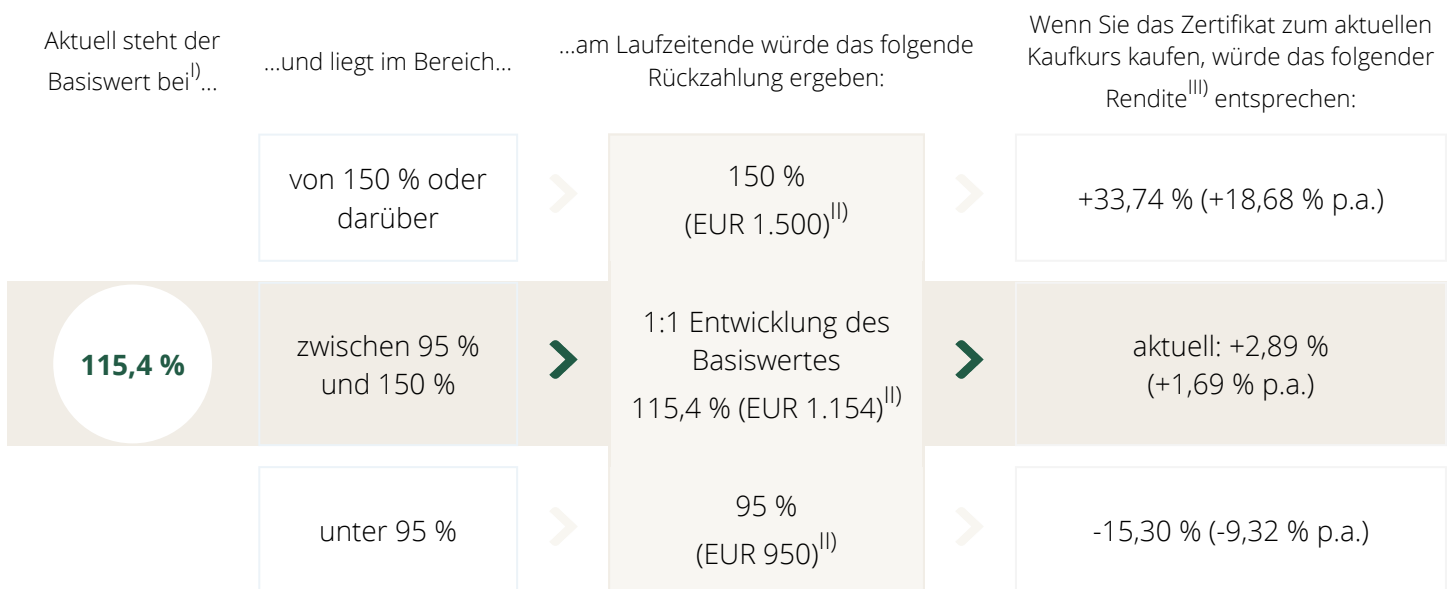 Aktuell steht der
Basiswert bei^I)...
...und liegt im Bereich...
...am Laufzeitende würde das folgende
Rückzahlung ergeben:
Wenn Sie das Zertifikat zum aktuellen
Kaufkurs kaufen, würde das folgender
Rendite^III) entsprechen:
von 150 % oder
darüber
150 %
(EUR 1.500)^II)
+33,74 % (+18,68 % p.a.)
115,4 %
zwischen 95 %
und 150 %
1:1 Entwicklung des
Basiswertes
115,4 % (EUR 1.154)^II)
aktuell: +2,89 %
(+1,69 % p.a.)
unter 95 %
95 %
(EUR 950)^II)
-15,30 % (-9,32 % p.a.)